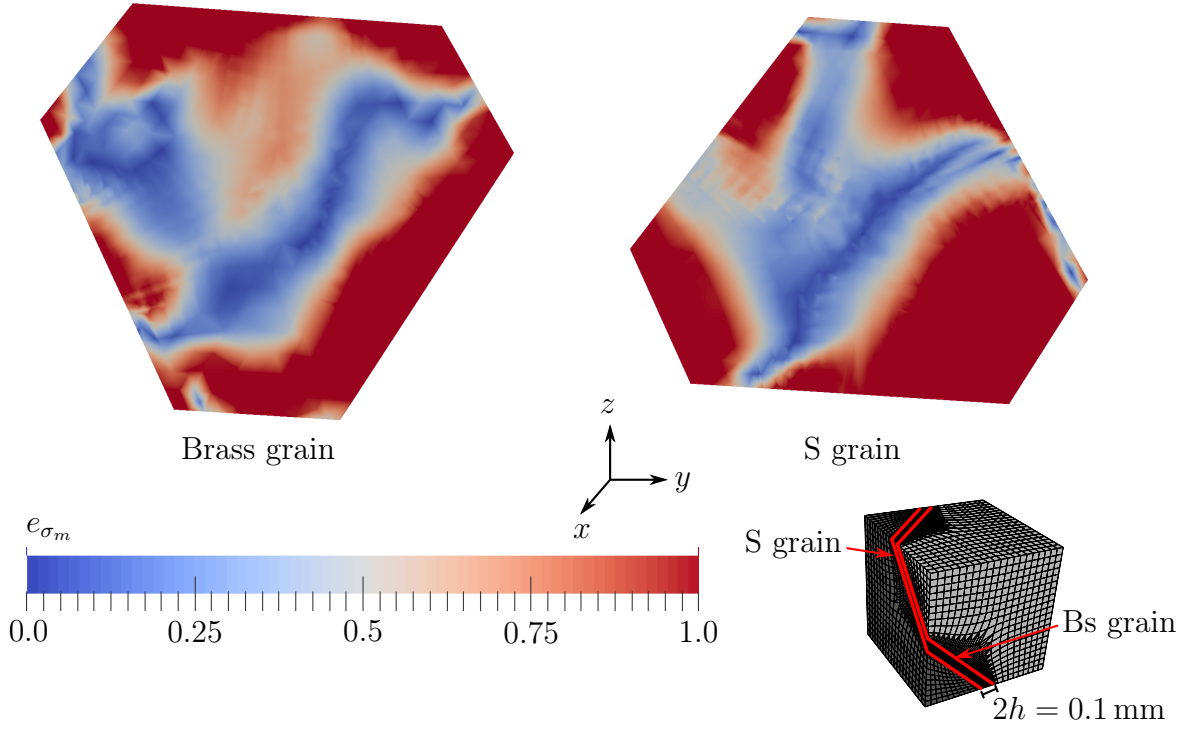 Brass grain
S grain
z
y
x
e_{σ_m}
0.0 0.25 0.5 0.75 1.0
S grain
Bs grain
2h = 0.1 mm